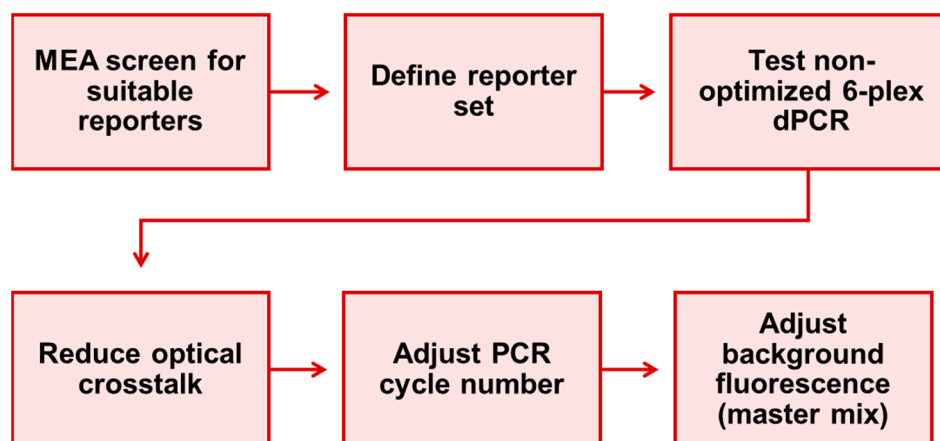 MEA screen for
suitable
reporters
Define reporter
set
Test non-
optimized 6-plex
dPCR
Reduce optical
crosstalk
Adjust PCR
cycle number
Adjust
background
fluorescence
(master mix)